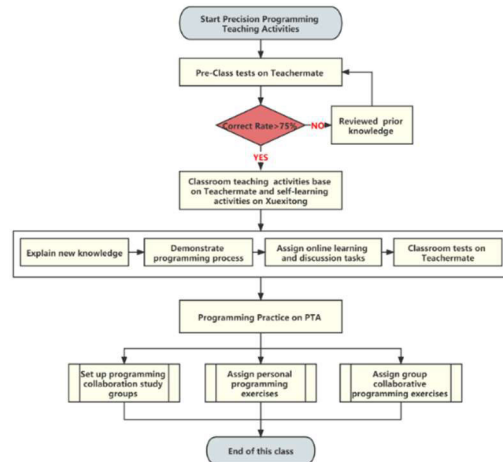 Start Precision Programming
Teaching Activities
Pre-Class tests on Teachermate
Correct Rate>75%
NO
Reviewed prior
knowledge
YES
Classroom teaching activities base
on Teachermate and self-learning
activities on Xuexitong
Explain new knowledge
Demonstrate
programming process
Assign online learning
and discussion tasks
Classroom tests on
Teachermate
Programming Practice on PTA
Set up programming
collaboration study
groups
Assign personal
programming
exercises
Assign group
collaborative
programming exercises
End of this class